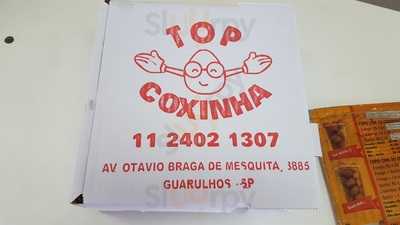 TOP
COXINHA
11 2402 1307
AV. OTAVIO BRAGA DE MESQUITA, 3885
GUARULHOS - SP